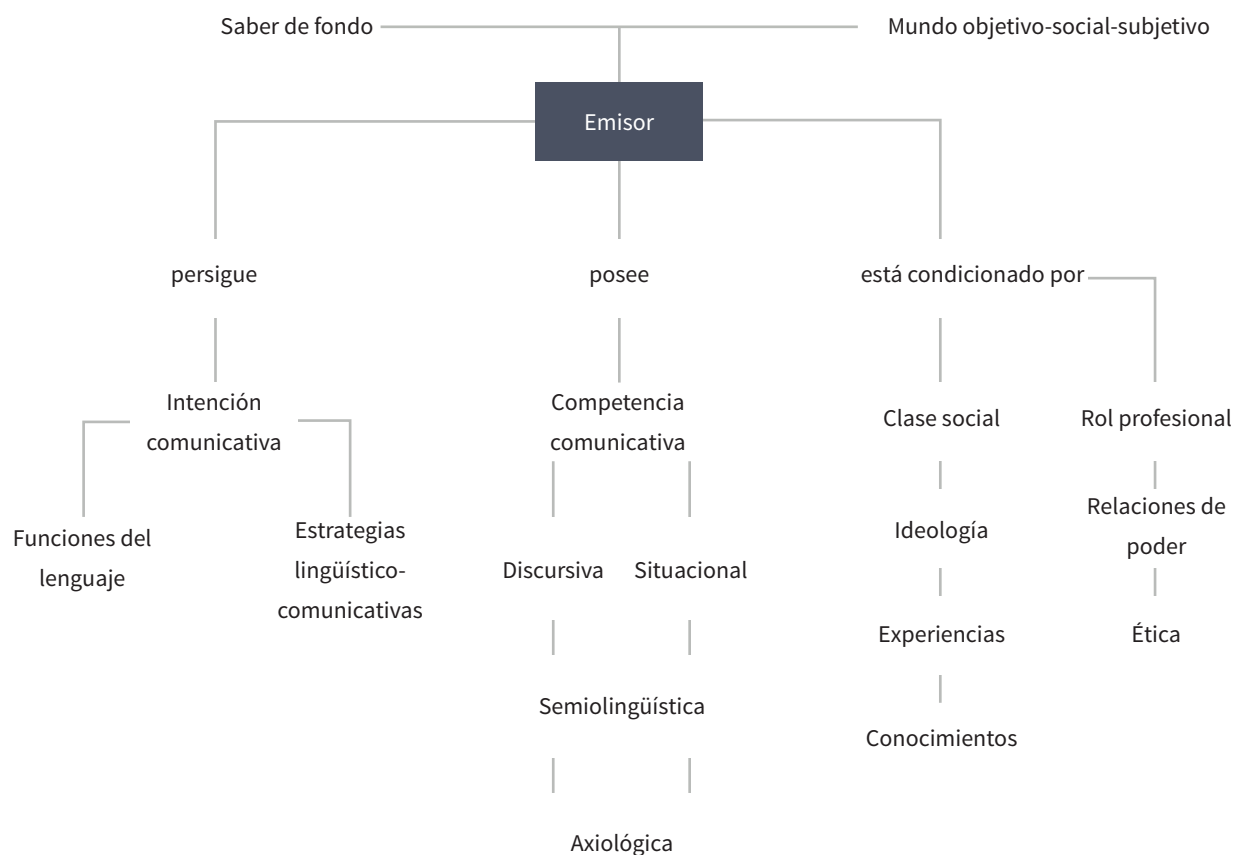 Saber de fondo
Mundo objetivo-social-subjetivo
Emisor
persigue
posee
está condicionado por
Intención
comunicativa
Competencia
comunicativa
Clase social
Rol profesional
Funciones del
lenguaje
Estrategias
lingüístico-
comunicativas
Discursiva
Situacional
Ideología
Relaciones de
poder
Experiencias
Ética
Semiolingüística
Conocimientos
Axiológica